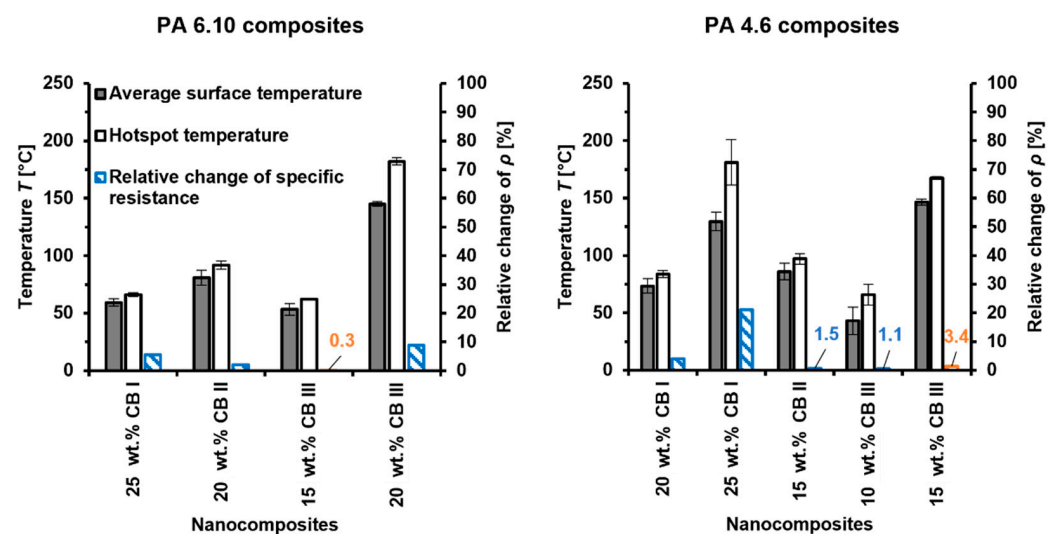 PA 6.10 composites
250
200
150
100
50
0
Temperature T [°C]
Average surface temperature
Hotspot temperature
Relative change of specific
resistance
0.3
100
90
80
70
60
50
40
30
20
10
0
Relative change of ρ [%]
25 wt.% CB I
20 wt.% CB II
15 wt.% CB III
20 wt.% CB III
Nanocomposites
PA 4.6 composites
250
200
150
100
50
0
Temperature T [°C]
1.5
1.1
3.4
100
90
80
70
60
50
40
30
20
10
0
Relative change of ρ [%]
20 wt.% CB I
25 wt.% CB I
15 wt.% CB II
10 wt.% CB III
15 wt.% CB III
Nanocomposites